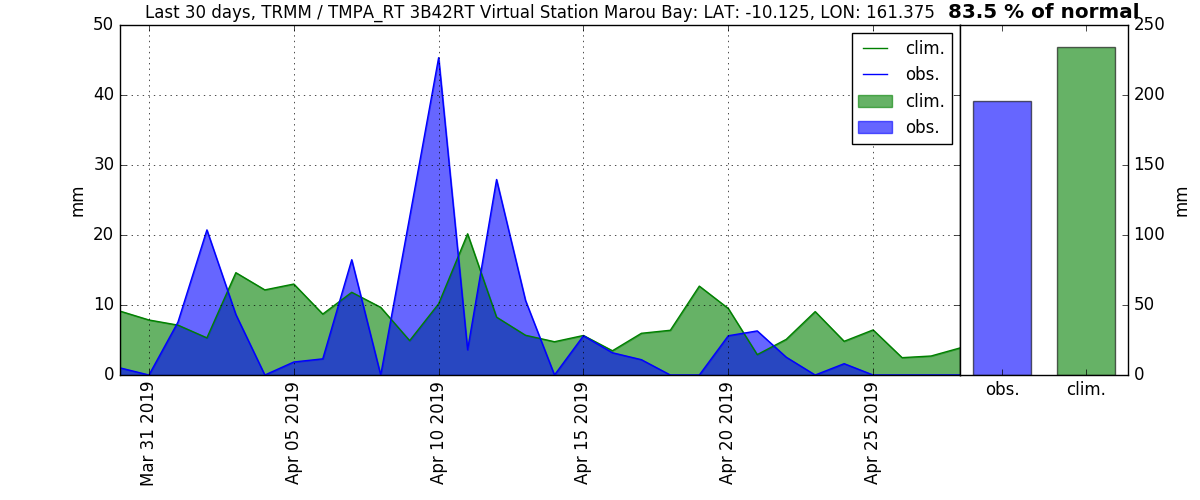 Last 30 days, TRMM / TMPA_RT 3B42RT Virtual Station Marou Bay: LAT: -10.125, LON: 161.375
83.5 % of normal
50
40
30
20
10
0
mm
clim.
obs.
clim.
obs.
250
200
150
100
50
0
mm
Mar 31 2019
Apr 05 2019
Apr 10 2019
Apr 15 2019
Apr 20 2019
Apr 25 2019
obs.
clim.